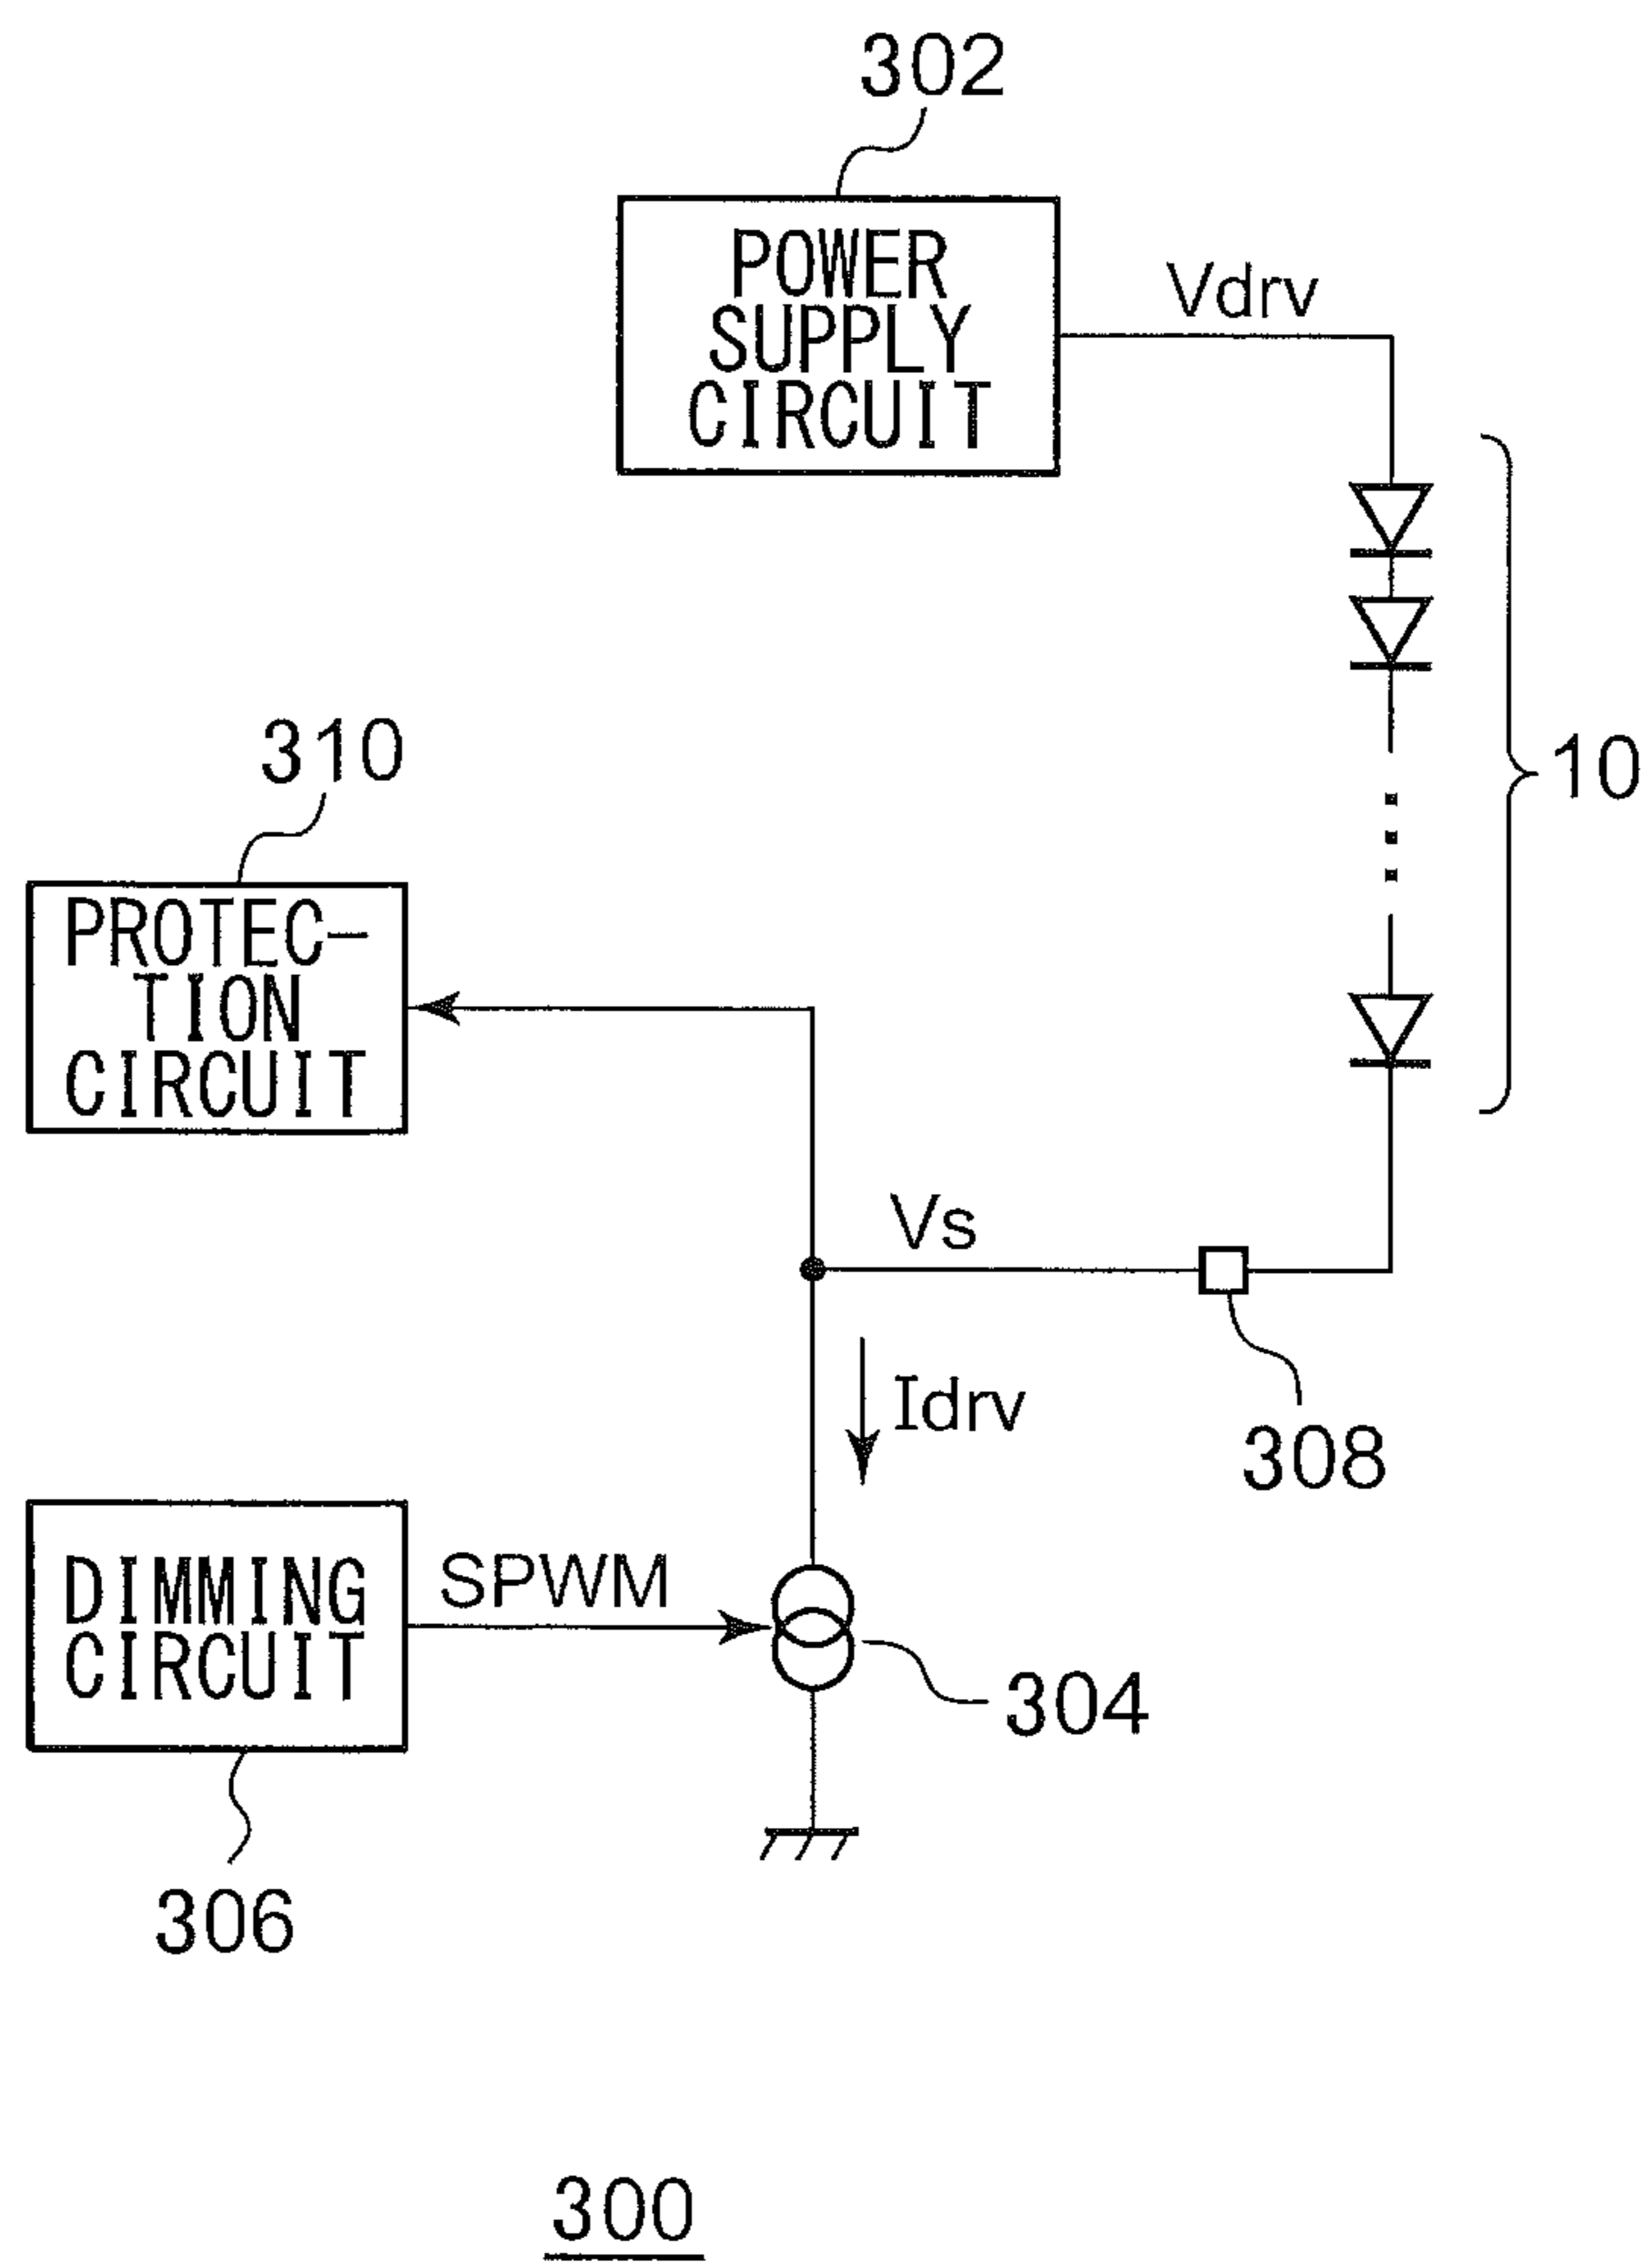 302
POWER
SUPPLY
CIRCUIT
Vdrv
310
10
PROTEC-
TION
CIRCUIT
Vs
Idrv
308
DIMMING
CIRCUIT
SPWM
304
306
300